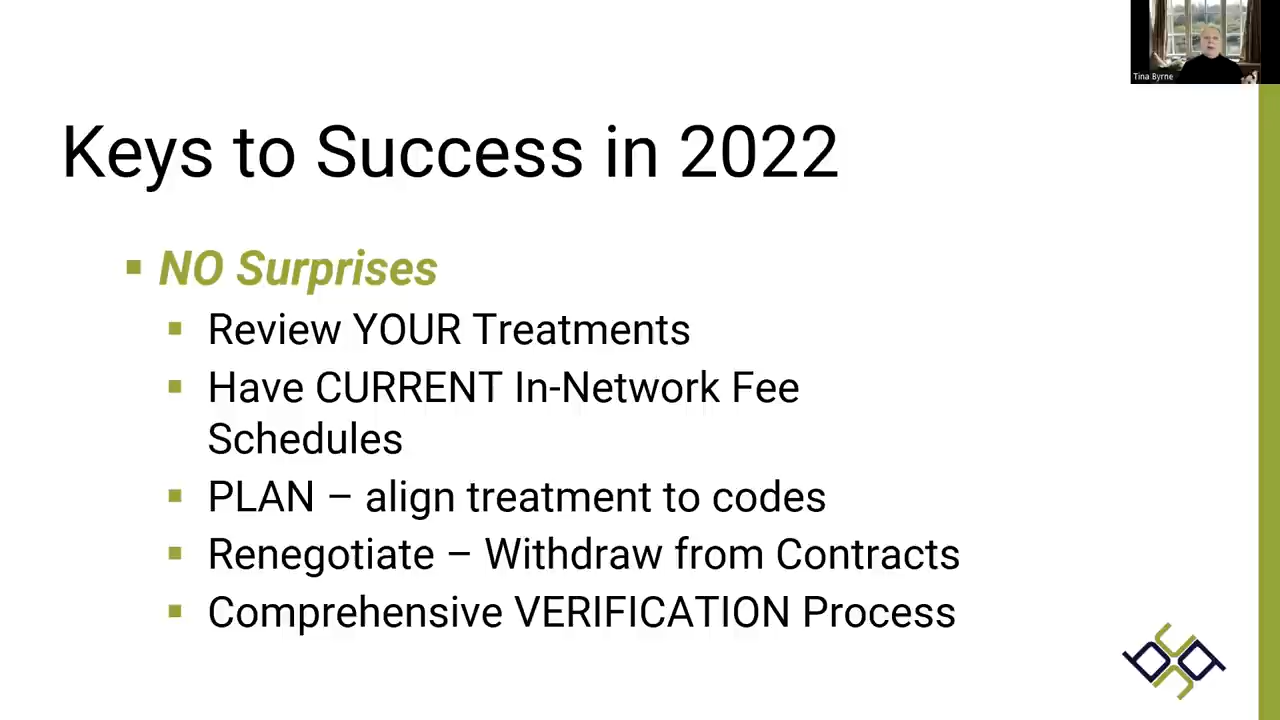 Tina Byrne
Keys to Success in 2022
▪ NO Surprises
▪ Review YOUR Treatments
▪ Have CURRENT In-Network Fee
Schedules
▪ PLAN – align treatment to codes
▪ Renegotiate – Withdraw from Contracts
▪ Comprehensive VERIFICATION Process